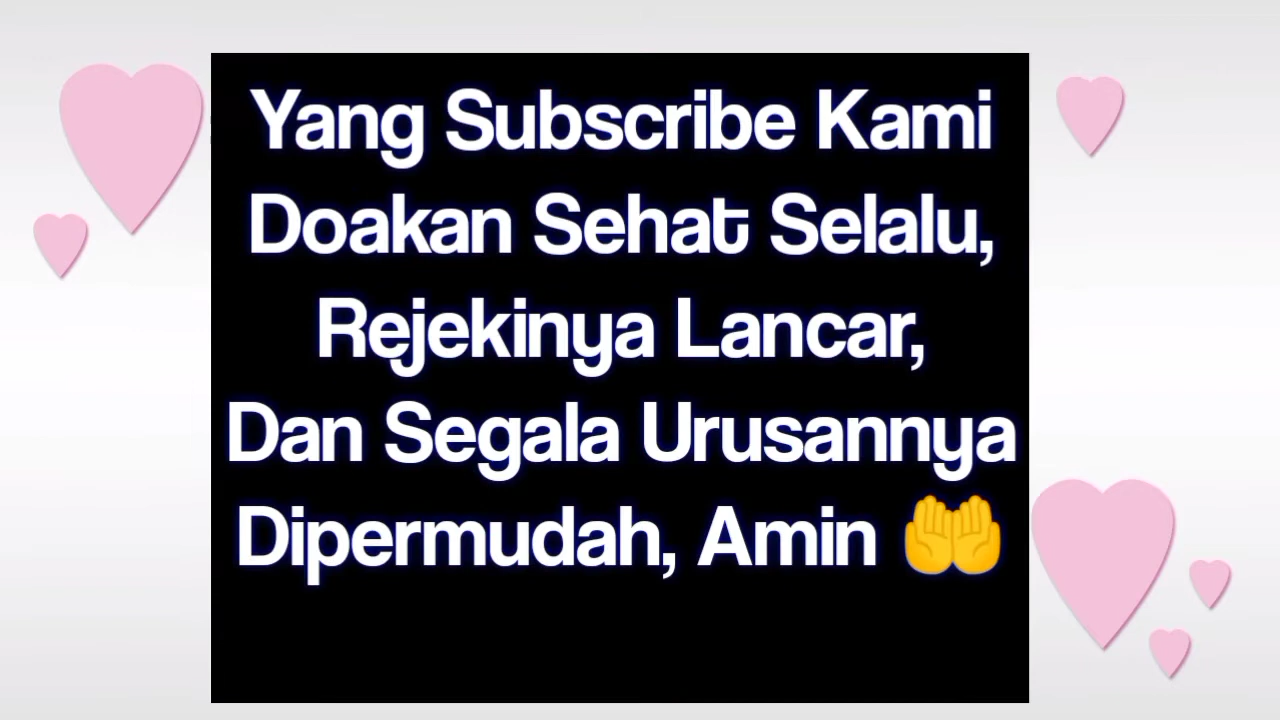 Yang Subscribe Kami
Doakan Sehat Selalu,
Rejekinya Lancar,
Dan Segala Urusannya
Dipermudah, Amin 🤲